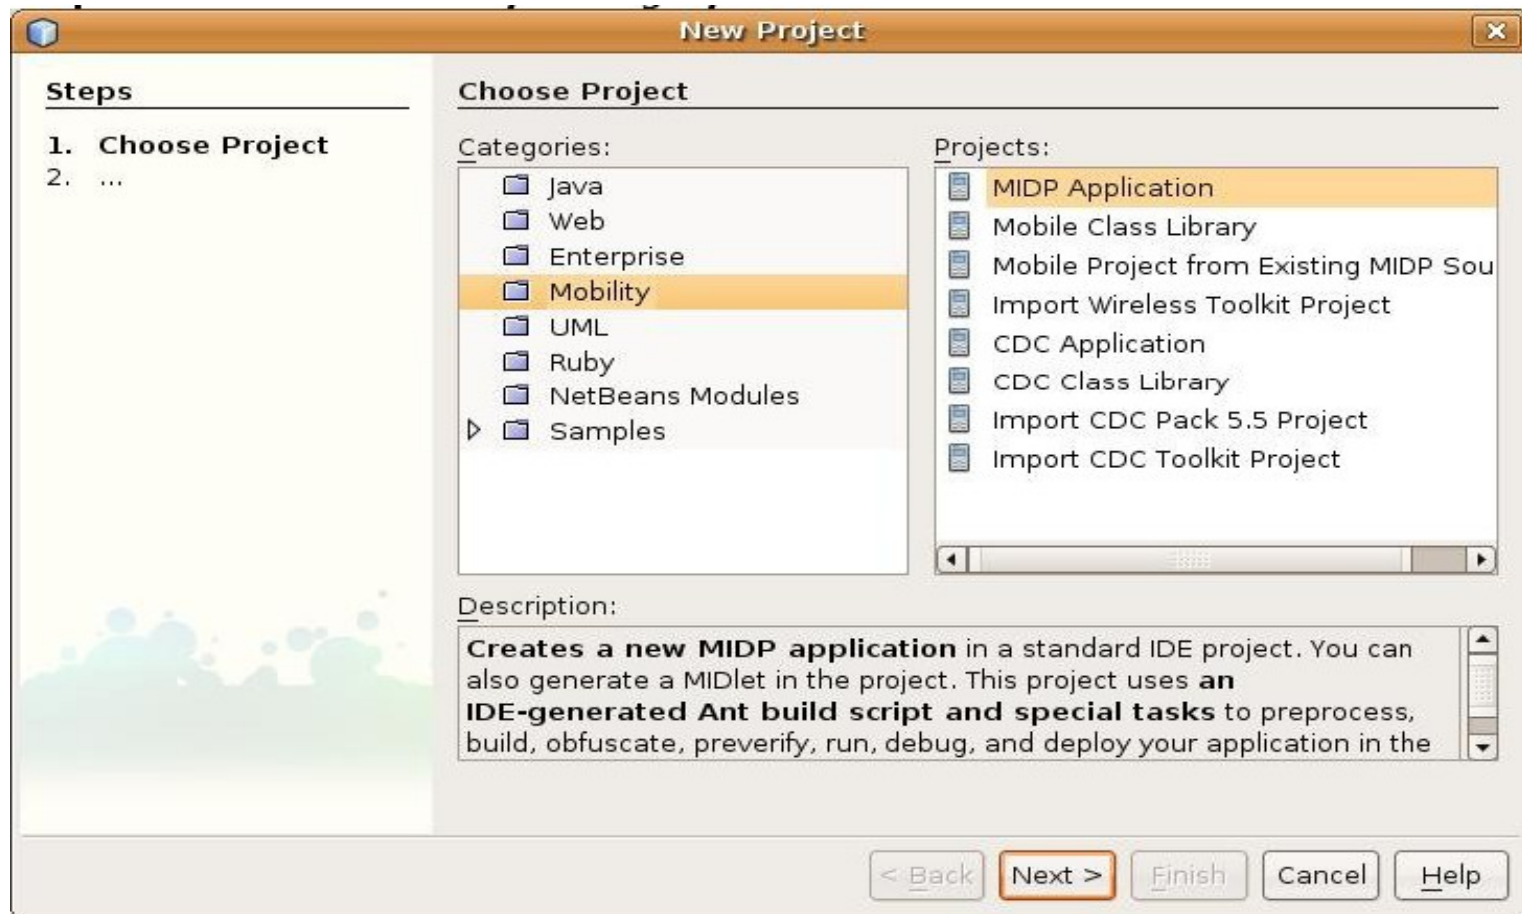 New Project
Steps
1. Choose Project
2. ...
Choose Project
Categories:
Java
Web
Enterprise
Mobility
UML
Ruby
NetBeans Modules
Samples
Projects:
MIDP Application
Mobile Class Library
Mobile Project from Existing MIDP Sou
Import Wireless Toolkit Project
CDC Application
CDC Class Library
Import CDC Pack 5.5 Project
Import CDC Toolkit Project
Description:
Creates a new MIDP application in a standard IDE project. You can
also generate a MIDlet in the project. This project uses an
IDE-generated Ant build script and special tasks to preprocess,
build, obfuscate, preverify, run, debug, and deploy your application in the
< Back
Next >
Finish
Cancel
Help